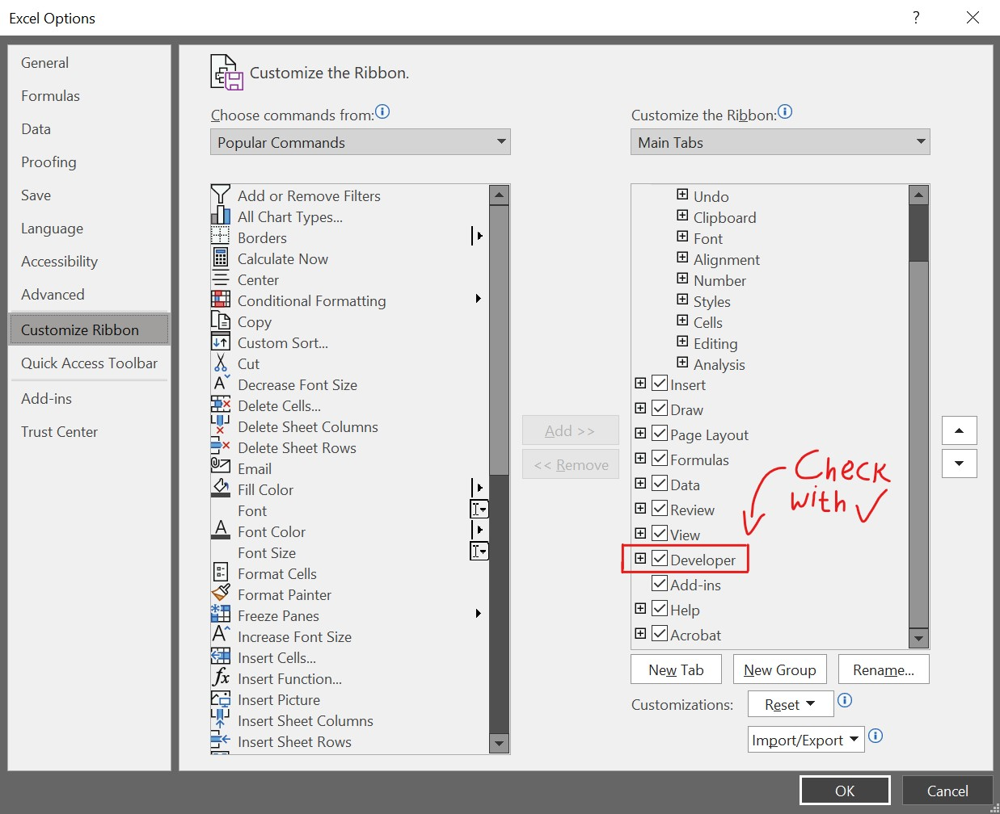 Excel Options
?
General
Formulas
Data
Proofing
Save
Language
Accessibility
Advanced
Customize Ribbon
Quick Access Toolbar
Add-ins
Trust Center
Customize the Ribbon.
Choose commands from:
Popular Commands
Add or Remove Filters
All Chart Types...
Borders
Calculate Now
Center
Conditional Formatting
Copy
Custom Sort...
Cut
Decrease Font Size
Delete Cells...
Delete Sheet Columns
Delete Sheet Rows
Email
Fill Color
Font
Font Color
Font Size
Format Cells
Format Painter
Freeze Panes
Increase Font Size
Insert Cells...
Insert Function...
Insert Picture
Insert Sheet Columns
Insert Sheet Rows
Add >>
<< Remove
Customize the Ribbon:
Main Tabs
Undo
Clipboard
Font
Alignment
Number
Styles
Cells
Editing
Analysis
Insert
Draw
Page Layout
Formulas
Data
Review
View
Developer
Add-ins
Help
Acrobat
Check
with ✓
New Tab
New Group
Rename...
Customizations:
Reset
Import/Export
OK
Cancel